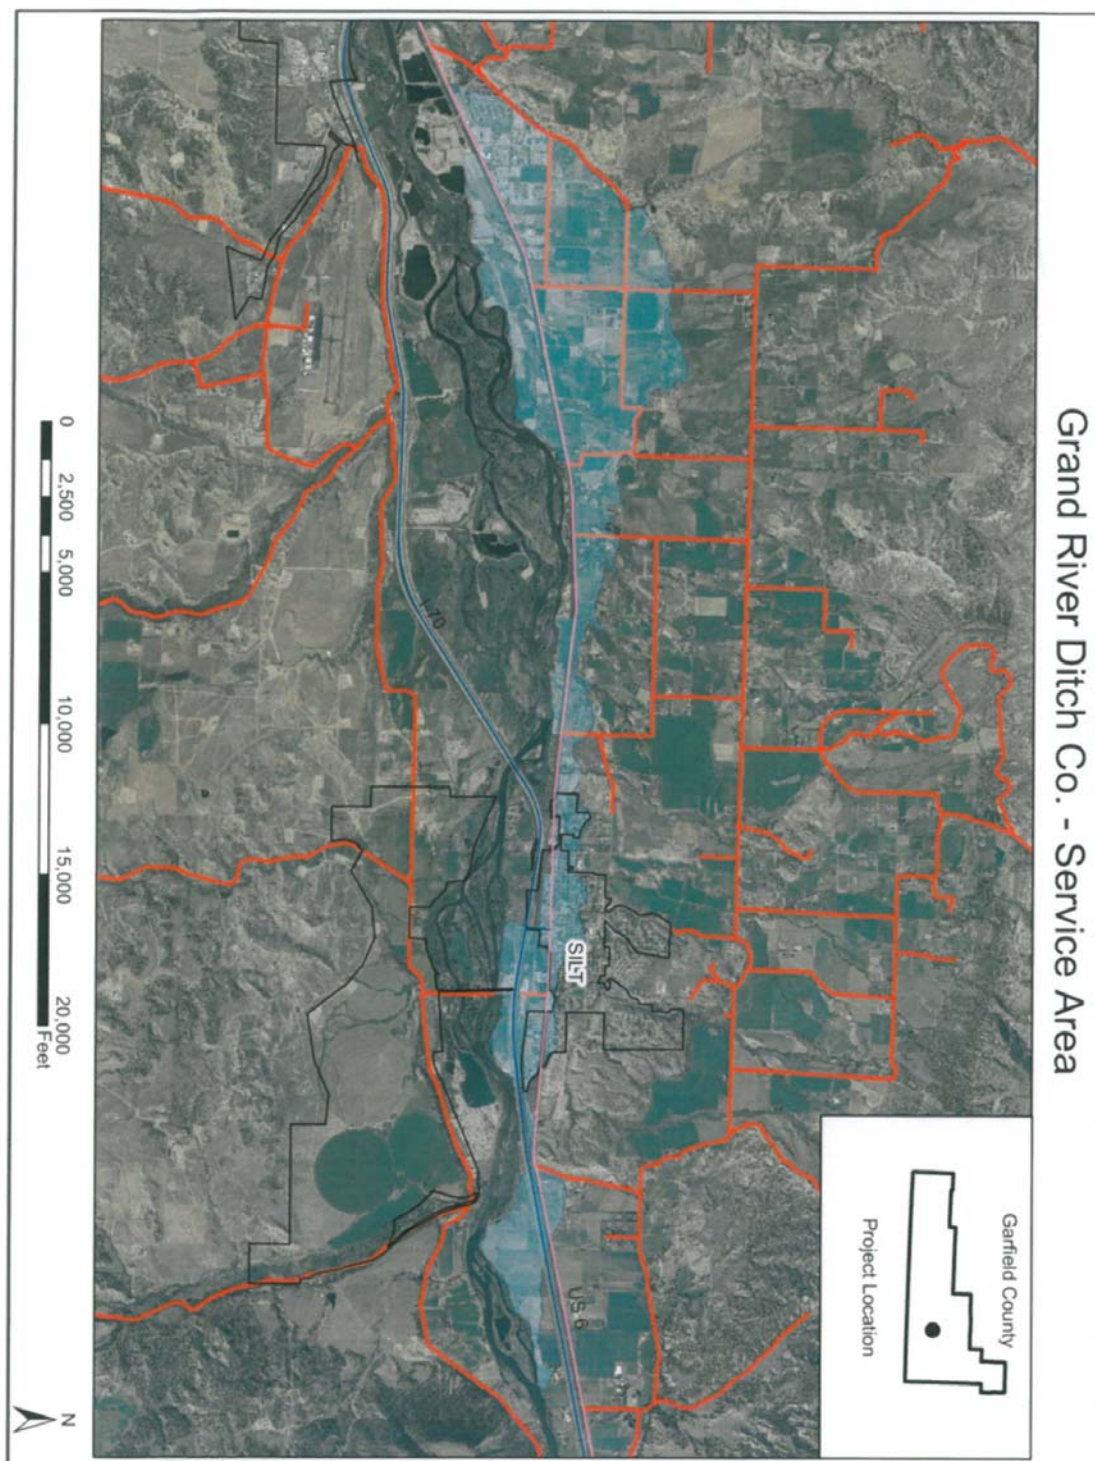 Grand River Ditch Co. - Service Area
Garfield County
Project Location
SILT
US 6
I-70
0 2,500 5,000 10,000 15,000 20,000
Feet
N